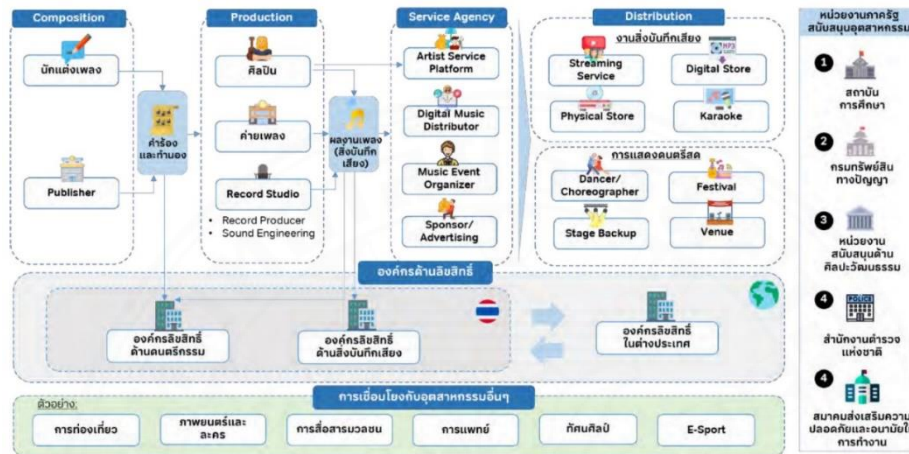 Composition
Production
Service Agency
Distribution
หน่วยงานภาครัฐ
สนับสนุนอุตสาหกรรม
นักแต่งเพลง
คำร้อง
และทำนอง
Publisher
ศิลปิน
ค่ายเพลง
Record Studio
• Record Producer
• Sound Engineering
ผลงานเพลง
(สิ่งบันทึก
เสียง)
Artist Service
Platform
Digital Music
Distributor
Music Event
Organizer
Sponsor/
Advertising
งานสิ่งบันทึกเสียง
Streaming
Service
MP3
Digital Store
Physical Store
Karaoke
การแสดงดนตรีสด
Dancer/
Choreographer
Festival
Stage Backup
Venue
องค์กรด้านลิขสิทธิ์
องค์กรลิขสิทธิ์
ด้านดนตรีกรรม
องค์กรลิขสิทธิ์
ด้านสิ่งบันทึกเสียง
องค์กรลิขสิทธิ์
ในต่างประเทศ
การเชื่อมโยงกับอุตสาหกรรมอื่นๆ
ตัวอย่าง:
การท่องเที่ยว
ภาพยนตร์และ
ละคร
การสื่อสารมวลชน
การแพทย์
ทัศนศิลป์
E-Sport
1
สถาบัน
การศึกษา
2
กรมทรัพย์สิน
ทางปัญญา
3
หน่วยงาน
สนับสนุนด้าน
ศิลปะวัฒนธรรม
4
POLICE
สำนักงานตำรวจ
แห่งชาติ
4
สมาคมส่งเสริมความ
ปลอดภัยและอนามัยใน
การทำงาน